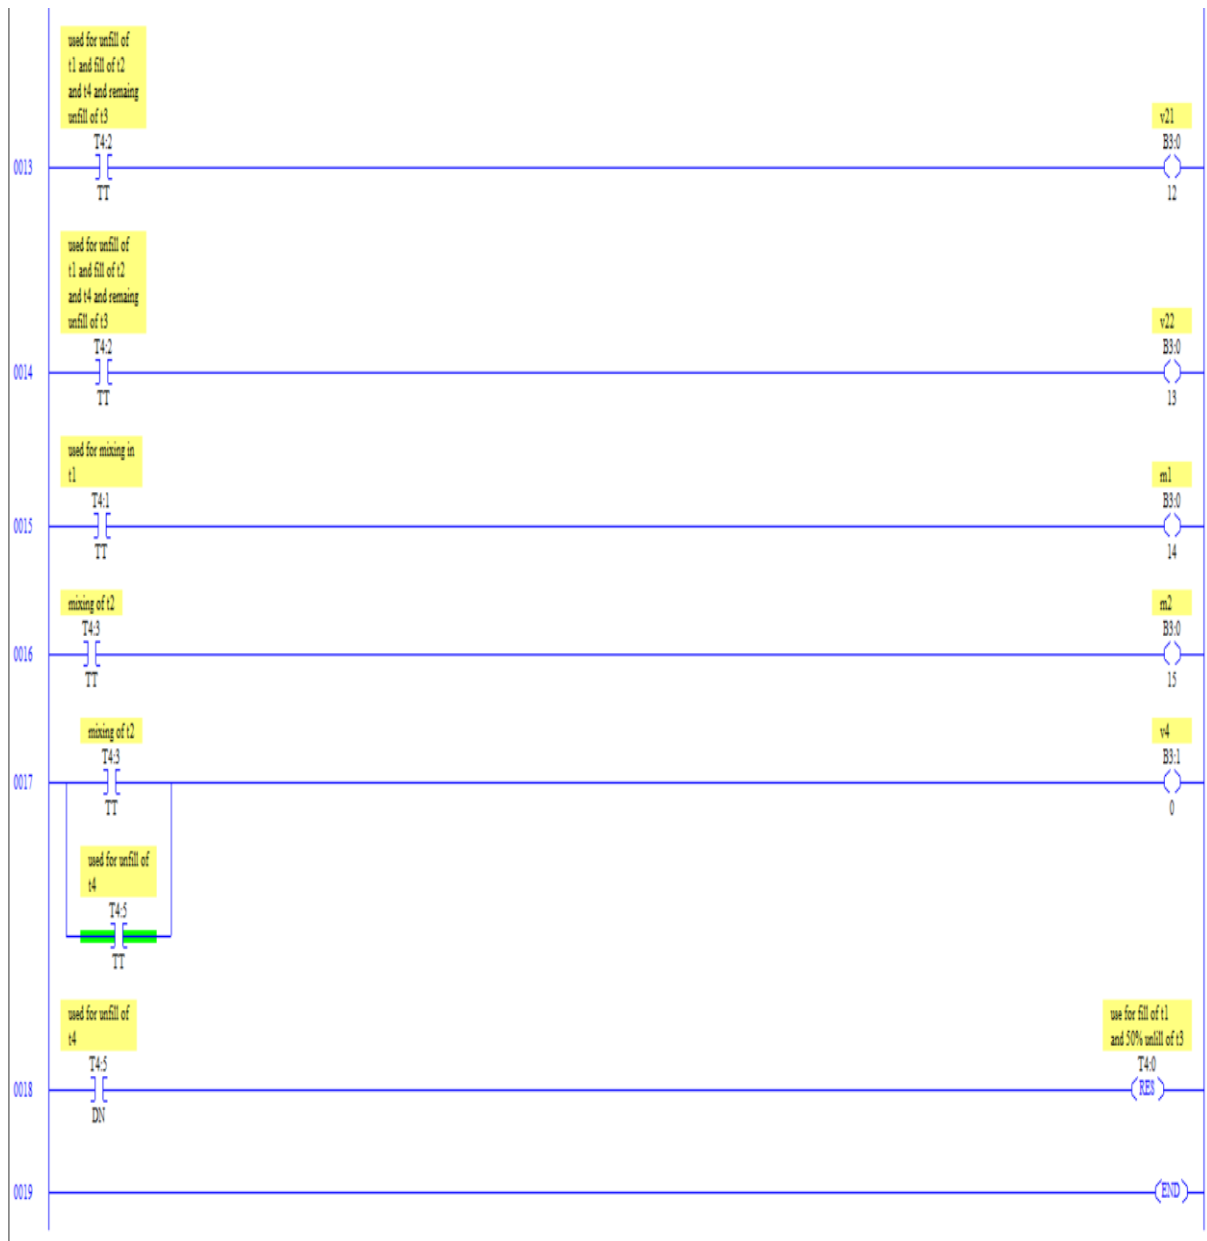 used for unfill of
t1 and fill of t2
and t4 and remaing
unfill of t3
T4:2
TT
v21
B3:0
12
0013
used for unfill of
t1 and fill of t2
and t4 and remaing
unfill of t3
T4:2
TT
v22
B3:0
13
0014
used for mixing in
t1
T4:1
TT
m1
B3:0
14
0015
mixing of t2
T4:3
TT
m2
B3:0
15
0016
mixing of t2
T4:3
TT
v4
B3:1
0
0017
used for unfill of
t4
T4:5
TT
used for unfill of
t4
T4:5
DN
use for fill of t1
and 50% unlill of t3
T4:0
RES
0018
0019
END